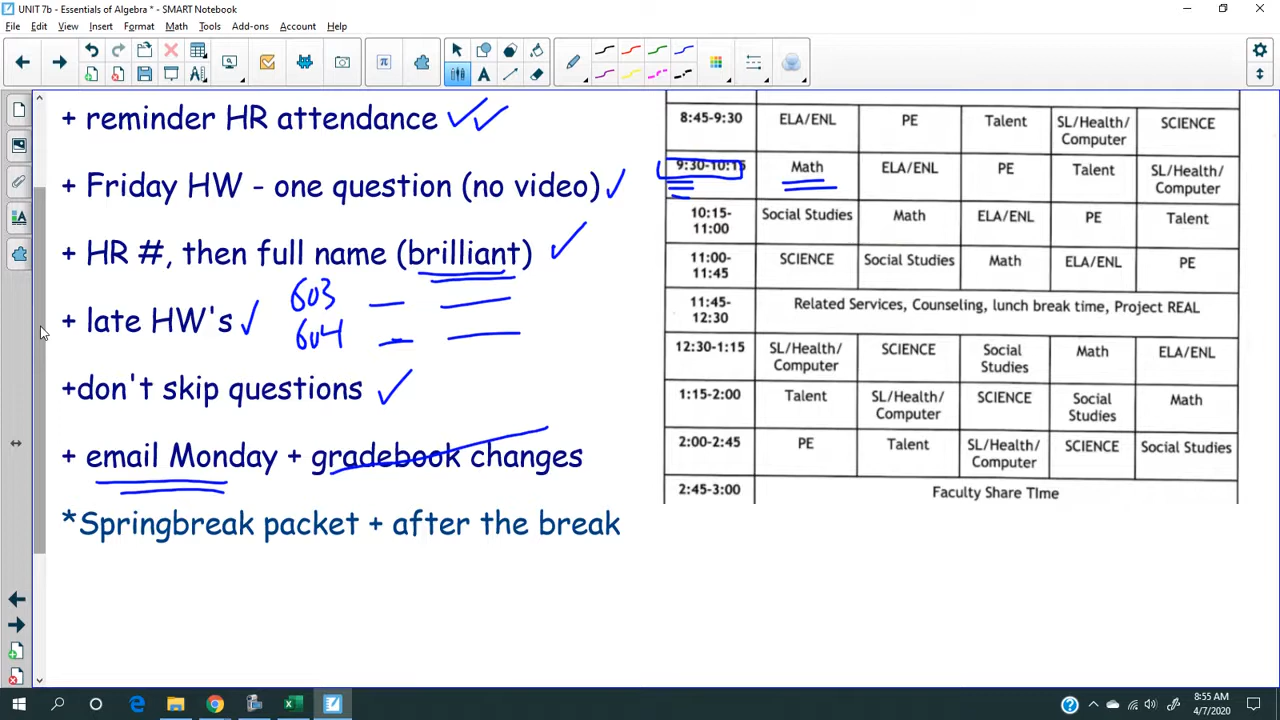 UNIT 7b - Essentials of Algebra * - SMART Notebook
File Edit View Insert Format Math Tools Add-ons Account Help
+ reminder HR attendance
+ Friday HW - one question (no video)
+ HR #, then full name (brilliant)
603
+ late HW's
604
+don't skip questions
+ email Monday + gradebook changes
*Springbreak packet + after the break
8:45-9:30 ELA/ENL PE Talent SL/Health/ Computer SCIENCE
9:30-10:15 Math ELA/ENL PE Talent SL/Health/ Computer
10:15- 11:00 Social Studies Math ELA/ENL PE Talent
11:00- 11:45 SCIENCE Social Studies Math ELA/ENL PE
11:45- 12:30 Related Services, Counseling, lunch break time, Project REAL
12:30-1:15 SL/Health/ Computer SCIENCE Social Studies Math ELA/ENL
1:15-2:00 Talent SL/Health/ Computer SCIENCE Social Studies Math
2:00-2:45 PE Talent SL/Health/ Computer SCIENCE Social Studies
2:45-3:00 Faculty Share TIme
8:55 AM
4/7/2020